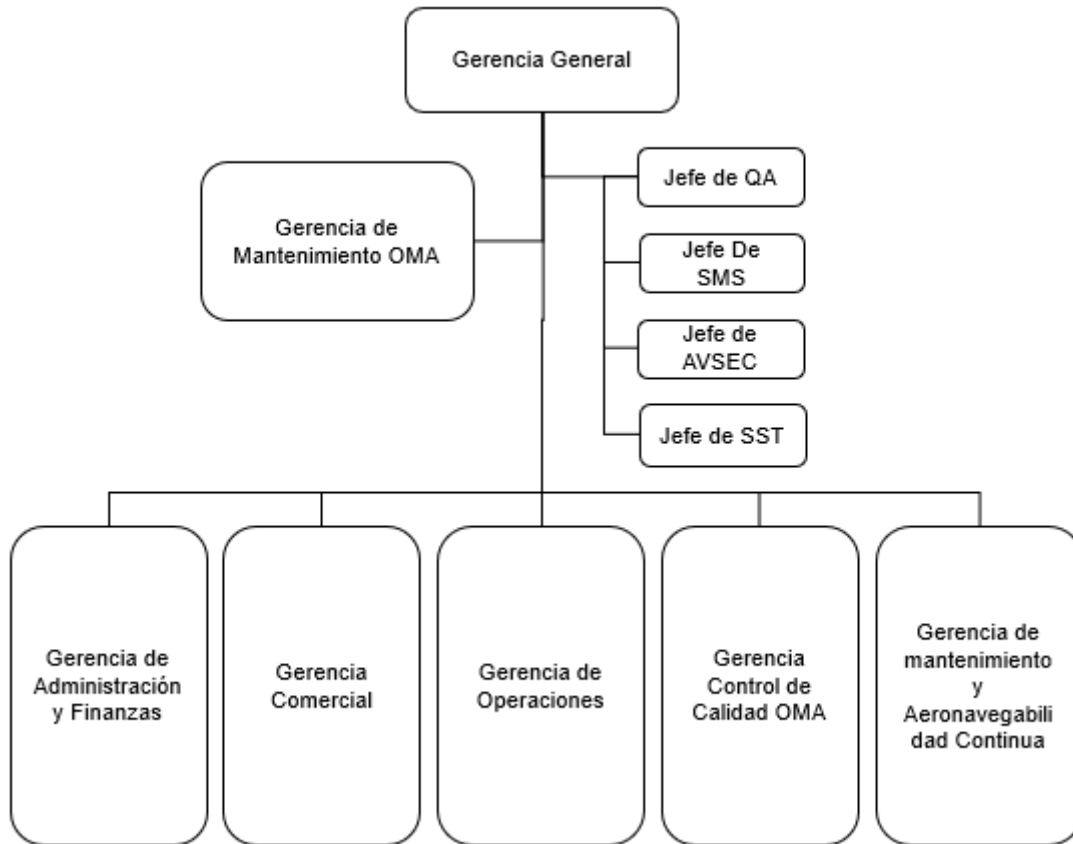 Gerencia General
Jefe de QA
Gerencia de
Mantenimiento OMA
Jefe De
SMS
Jefe de
AVSEC
Jefe de SST
Gerencia de
Administración
y Finanzas
Gerencia
Comercial
Gerencia de
Operaciones
Gerencia
Control de
Calidad OMA
Gerencia de
mantenimiento
y
Aeronavegabili
dad Continua